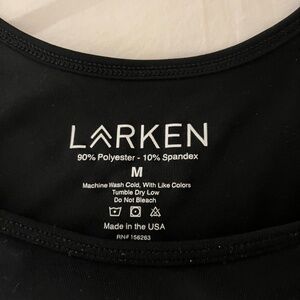 LARKEN
90% Polyester - 10% Spandex
M
Machine Wash Cold, With Like Colors
Tumble Dry Low
Do Not Bleach
Made in the USA
RN# 156263